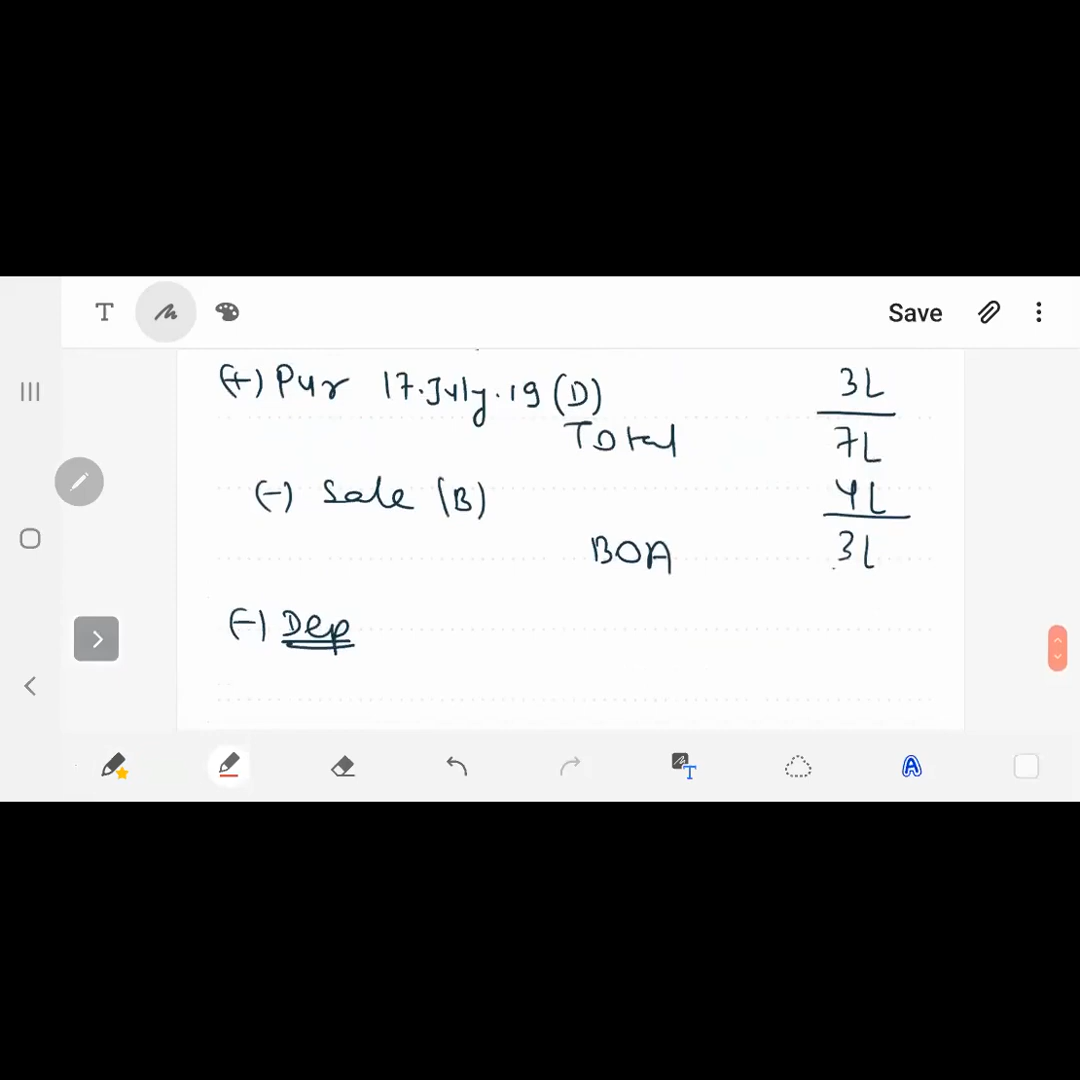 T Save
(+) Pur 17.July.19 (D) 3L
Total 7L
(-) Sale (B) 4L
BOA 3L
(-) Dep
T
A